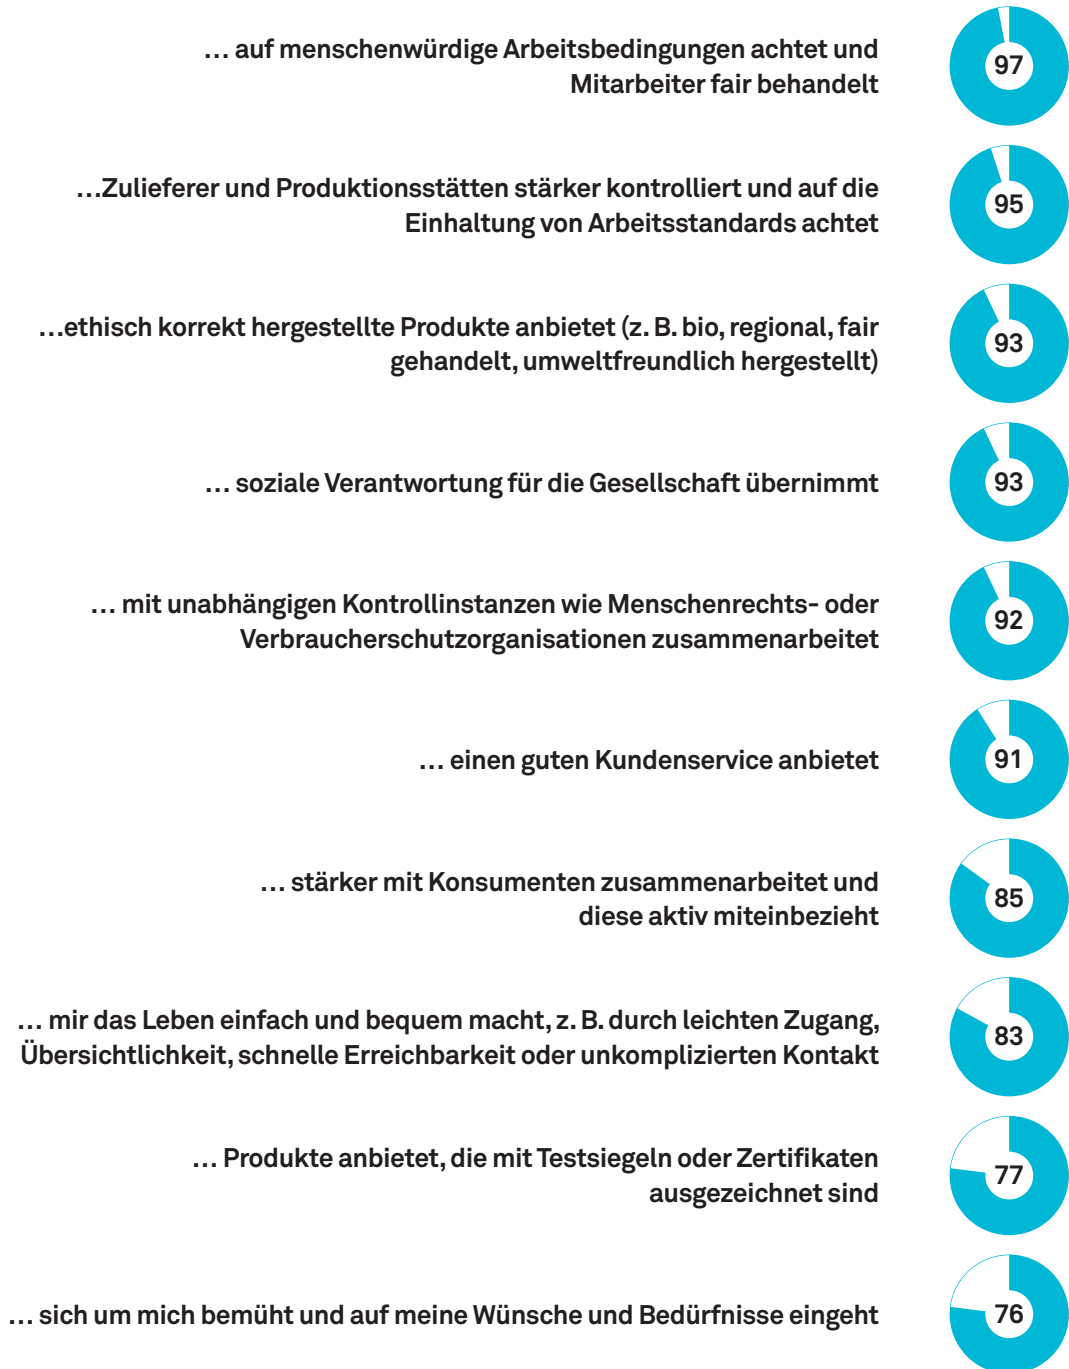 … auf menschenwürdige Arbeitsbedingungen achtet und
Mitarbeiter fair behandelt
97
…Zulieferer und Produktionsstätten stärker kontrolliert und auf die
Einhaltung von Arbeitsstandards achtet
95
…ethisch korrekt hergestellte Produkte anbietet (z. B. bio, regional, fair
gehandelt, umweltfreundlich hergestellt)
93
… soziale Verantwortung für die Gesellschaft übernimmt
93
… mit unabhängigen Kontrollinstanzen wie Menschenrechts- oder
Verbraucherschutzorganisationen zusammenarbeitet
92
… einen guten Kundenservice anbietet
91
… stärker mit Konsumenten zusammenarbeitet und
diese aktiv miteinbezieht
85
… mir das Leben einfach und bequem macht, z. B. durch leichten Zugang,
Übersichtlichkeit, schnelle Erreichbarkeit oder unkomplizierten Kontakt
83
… Produkte anbietet, die mit Testsiegeln oder Zertifikaten
ausgezeichnet sind
77
… sich um mich bemüht und auf meine Wünsche und Bedürfnisse eingeht
76